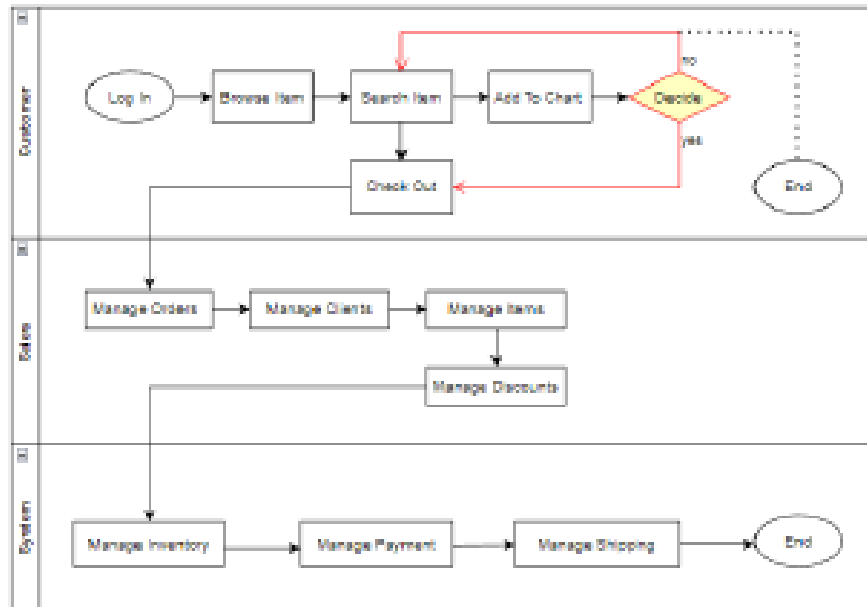 Customer
Log In
Browse Item
Search Item
Add To Chart
Decide
no
yes
Check Out
End
Sales
Manage Orders
Manage Clients
Manage Items
Manage Discounts
System
Manage Inventory
Manage Payment
Manage Shipping
End